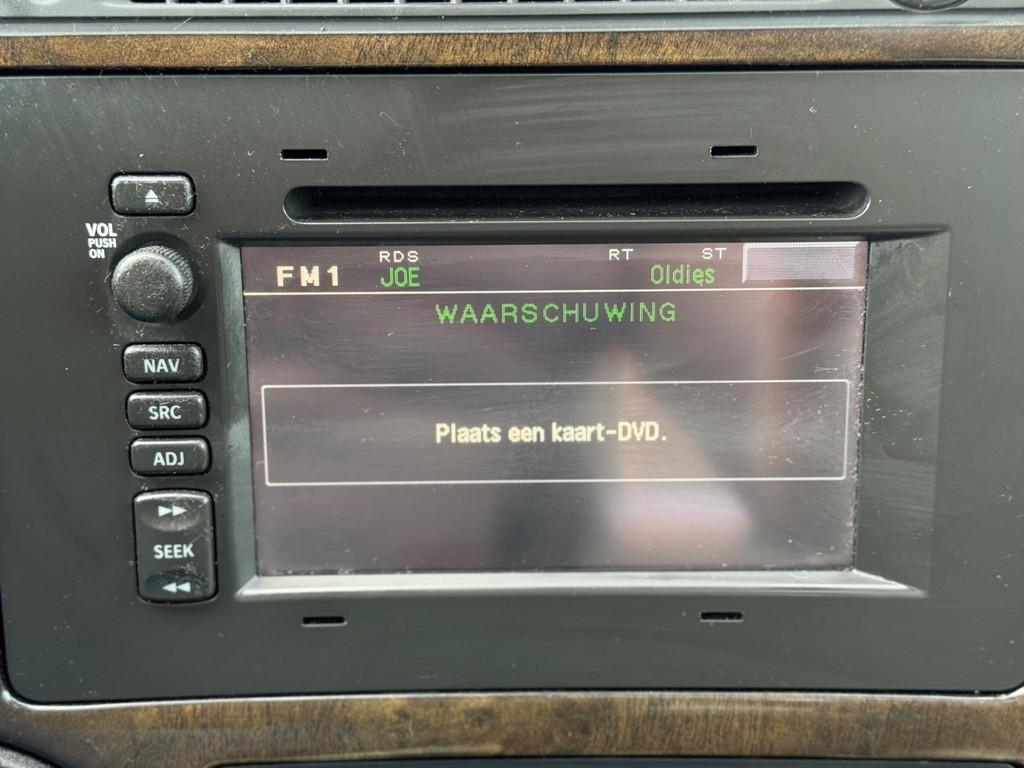 VOL
PUSH
ON
RDS RT ST
FM1 JOE Oldies
WAARSCHUWING
NAV
SRC
Plaats een kaart-DVD.
ADJ
SEEK